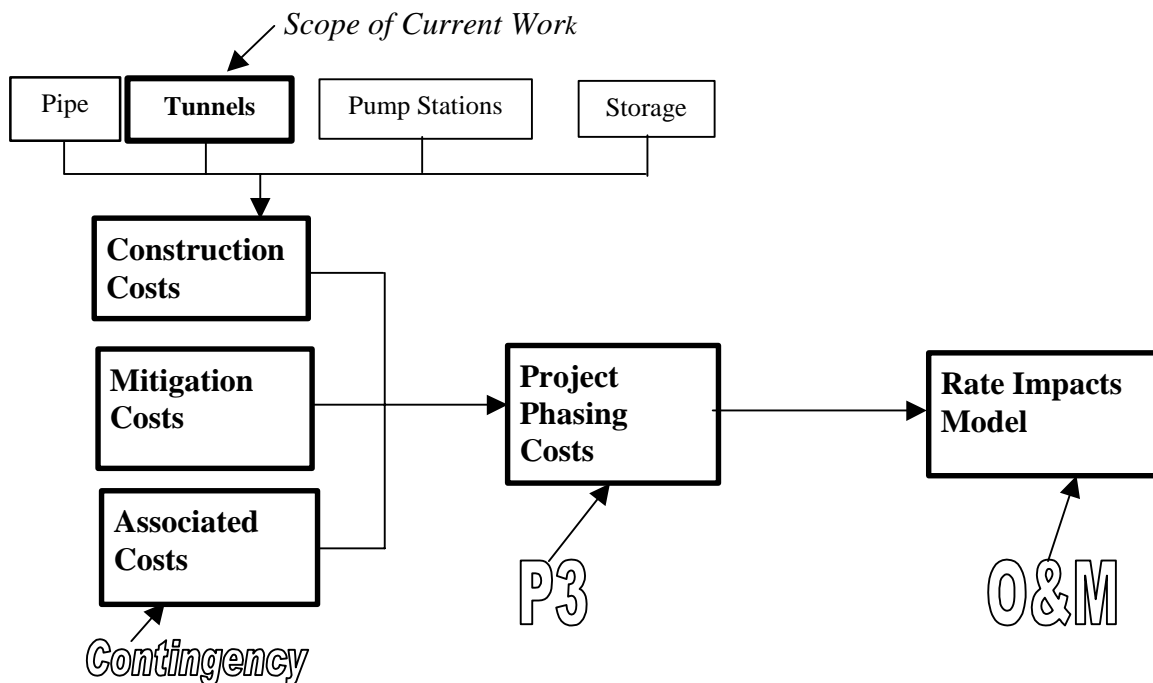 Scope of Current Work
Pipe
Tunnels
Pump Stations
Storage
Construction
Costs
Mitigation
Costs
Project
Phasing
Costs
Rate Impacts
Model
Associated
Costs
P3
O&M
Contingency